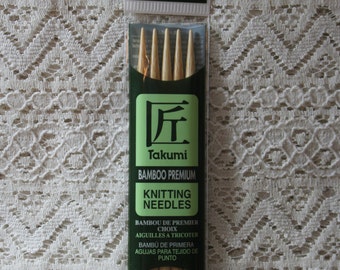 匠
Takumi
BAMBOO PREMIUM
KNITTING
NEEDLES
BAMBOU DE PREMIER
CHOIX
AIGUILLES A TRICOTER
BAMBÚ DE PRIMERA
AGUJAS PARA TEJIDO DE
PUNTO